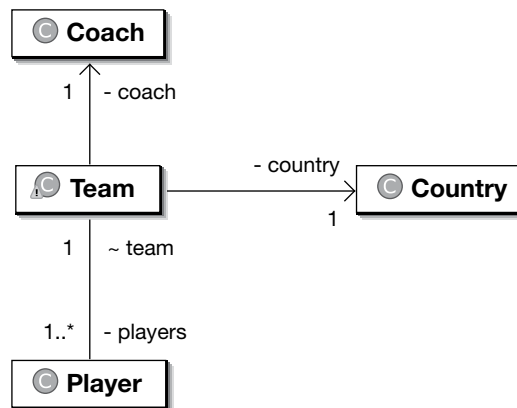 C Coach
1 - coach
- country
C Team
C Country
1
1 ~ team
1..* - players
C Player